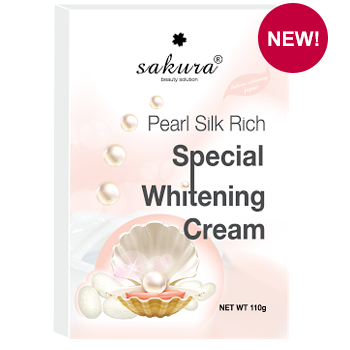 NEW!
sakura®
beauty solution
Pearl Silk Rich
Special
Whitening
Cream
NET WT 110g